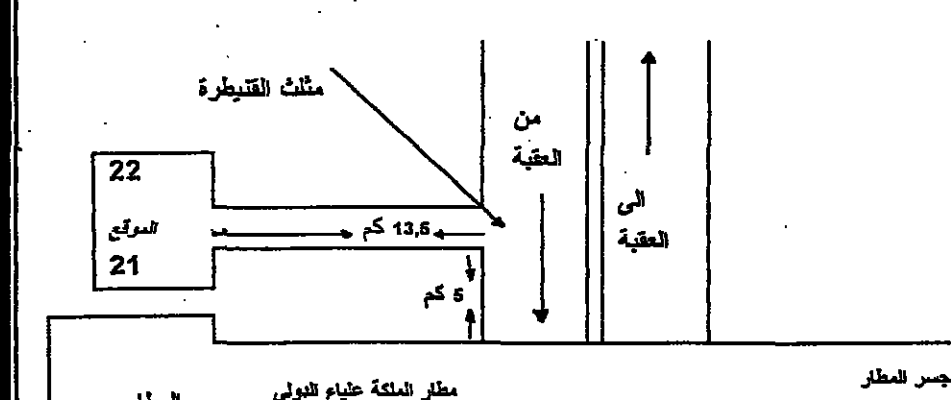 مثلث القنيطرة
من
العقبة
22
الموقع
21
13,5 كم
الى
العقبة
5 كم
جسر المطار
مطار الملكة علياء الدولي